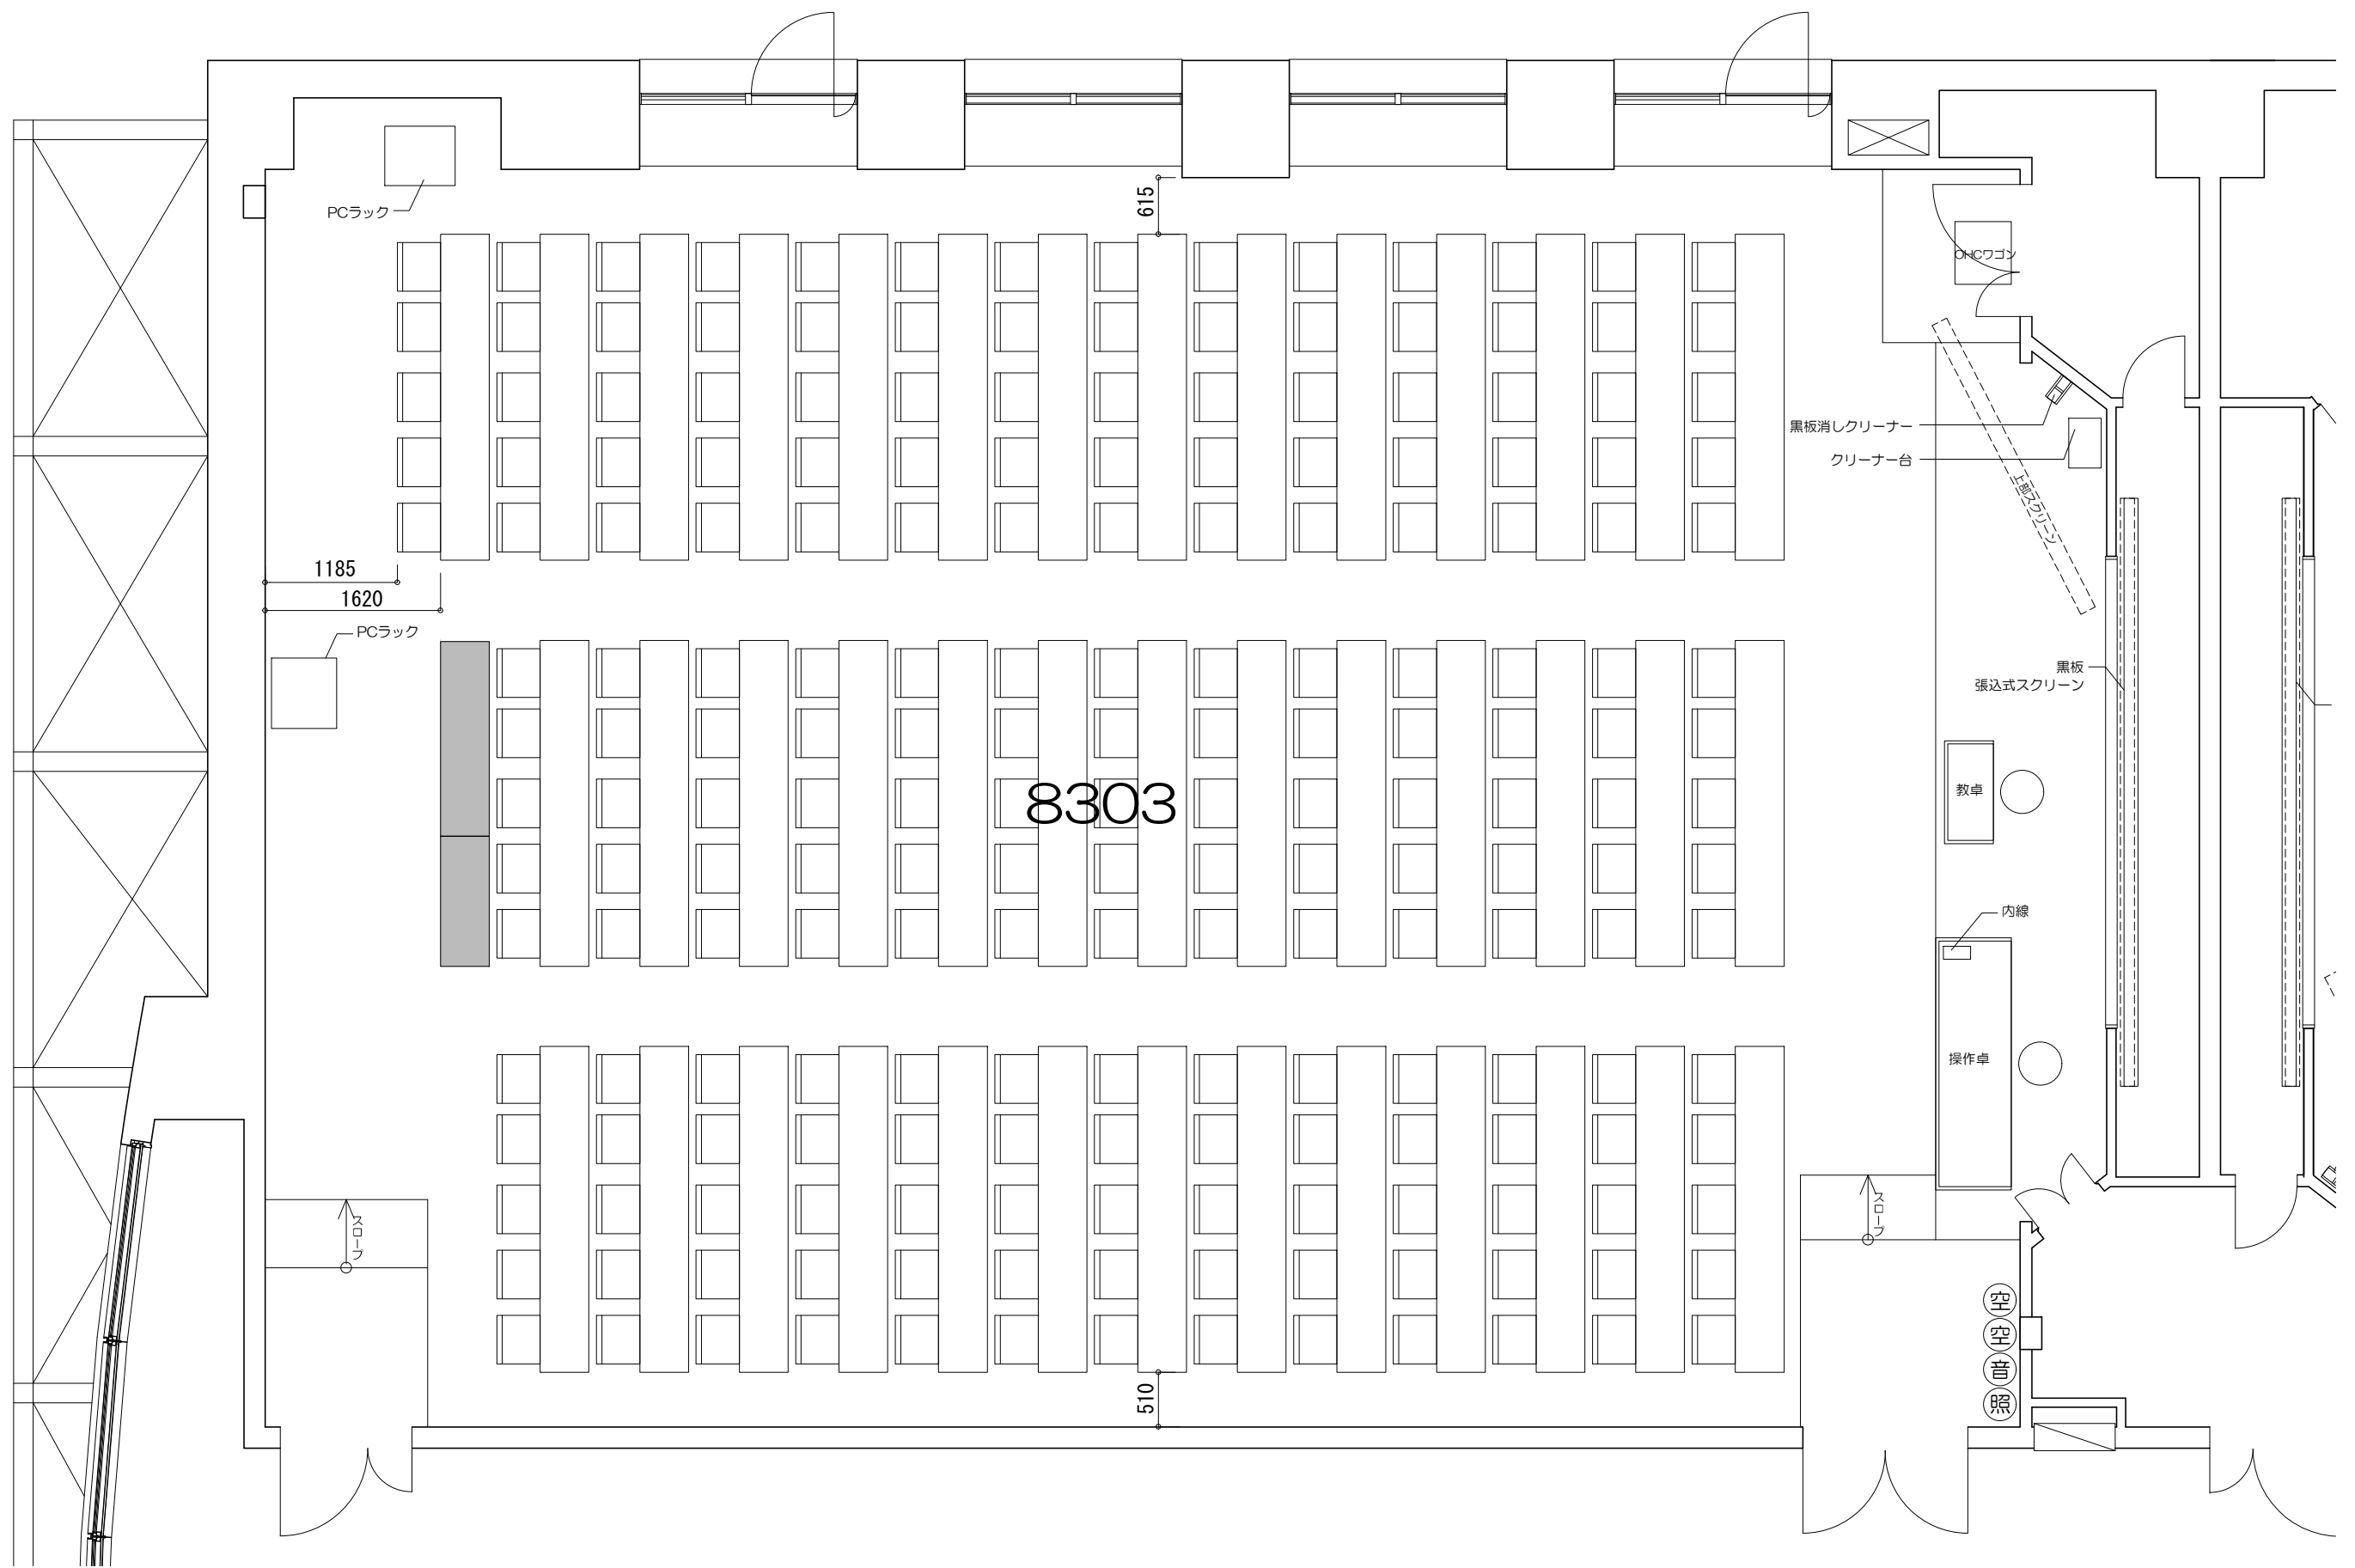 PCラック
615
OHCワゴン
黒板消しクリーナー
クリーナー台
上部スクリーン
1185
1620
PCラック
黒板
張込式スクリーン
8303
教卓
内線
操作卓
スロープ
スロープ
空
空
音
照
510